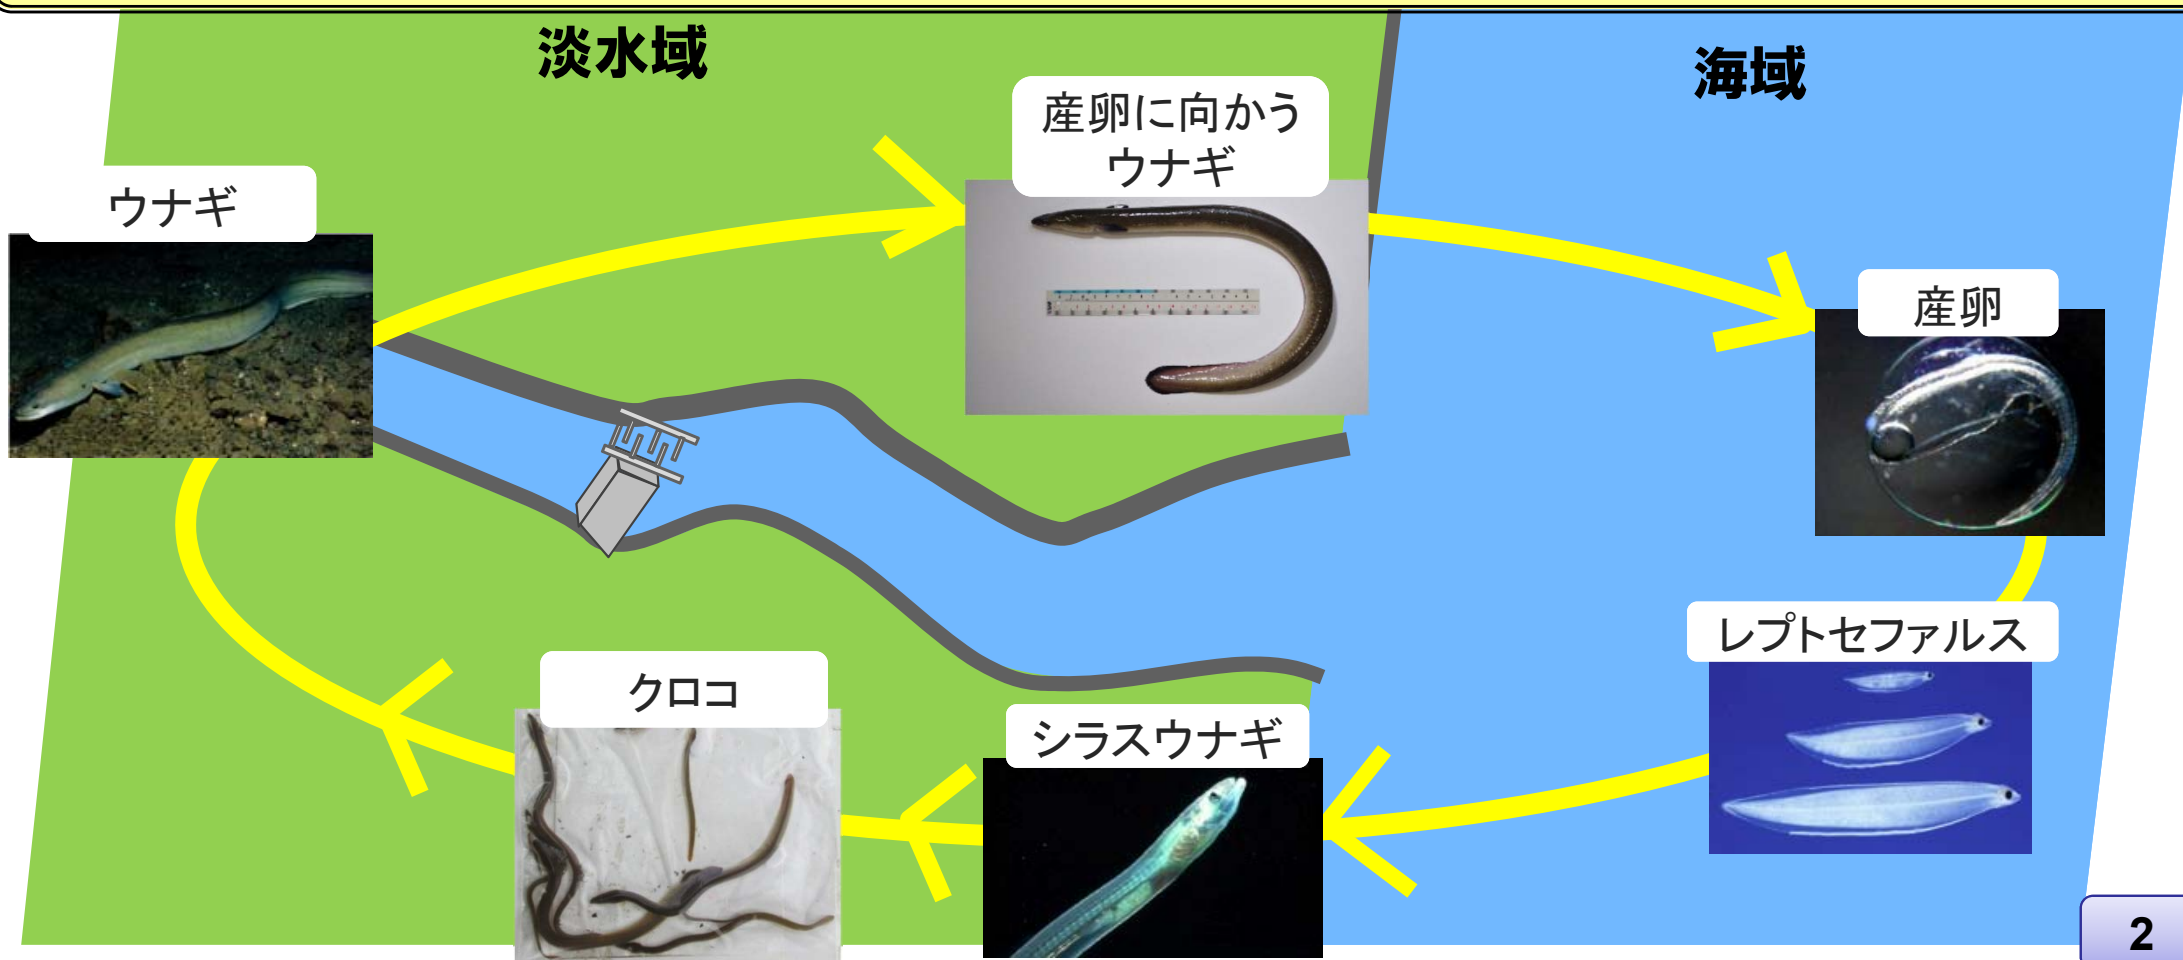 淡水域
海域
産卵に向かう
ウナギ
ウナギ
産卵
レプトセファルス
クロコ
シラスウナギ
2